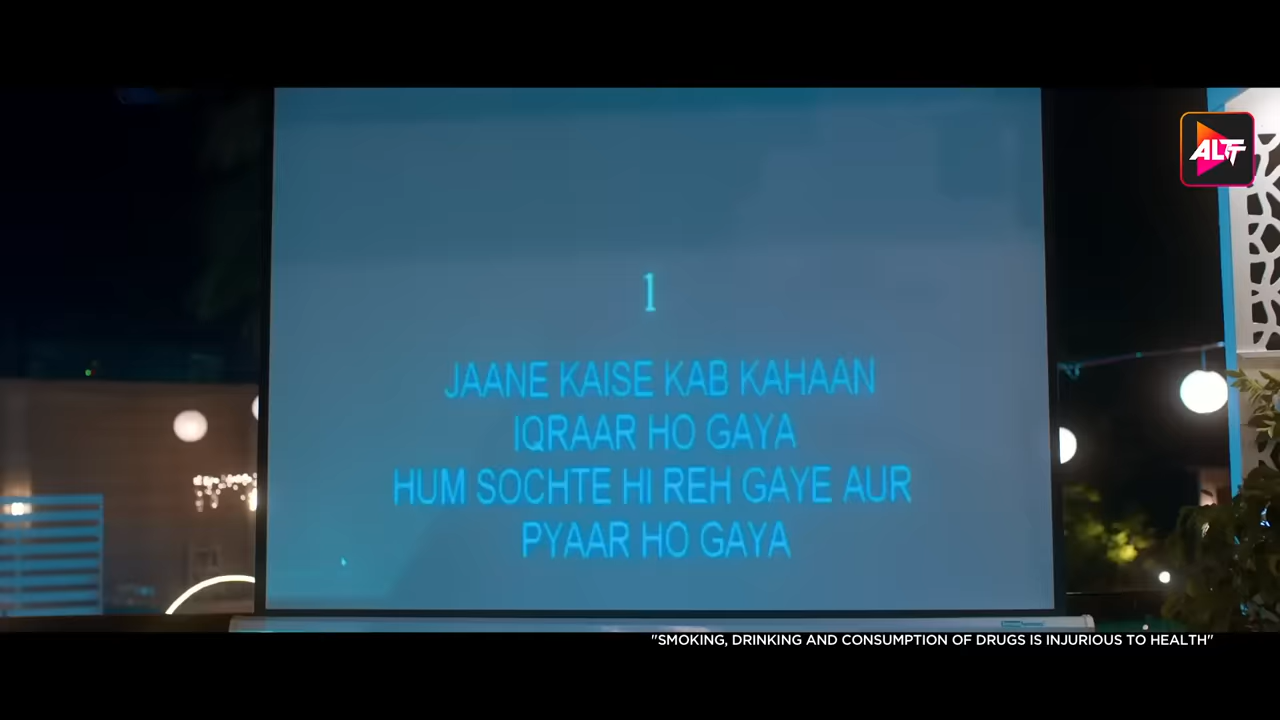 ALTT
1
JAANE KAISE KAB KAHAAN
IQRAAR HO GAYA
HUM SOCHTE HI REH GAYE AUR
PYAAR HO GAYA
"SMOKING, DRINKING AND CONSUMPTION OF DRUGS IS INJURIOUS TO HEALTH"